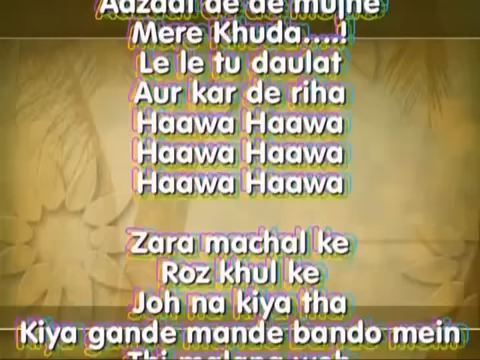 Aazadi de de mujhe
Mere Khuda....!
Le le tu daulat
Aur kar de riha
Haawa Haawa
Haawa Haawa
Haawa Haawa
Zara machal ke
Roz khul ke
Joh na kiya tha
Kiya gande mande bando mein
Thi malang woh